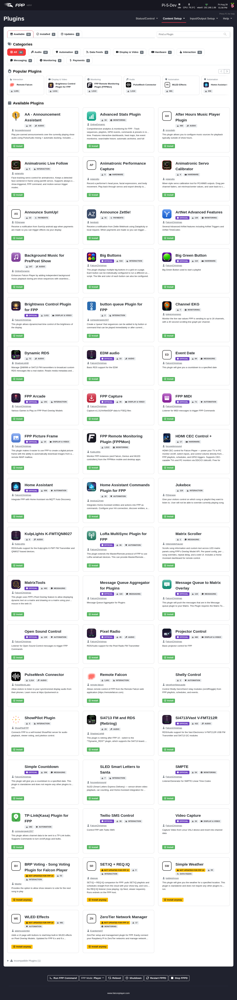 FPP v10.0
Pi-5-Dev Idle CPU: 79.3°C wlan0: 192.168.1.88 Fri Aug 28 01:08 PM 5
Press F1 for help
Plugins
Status/Control Content Setup Input/Output Setup Help
Available 53 Installed 0 Updates 0
Find a Plugin
Categories
All 53 Audio 10 Automation 8 Data Feeds 1 Display & Video 5 Hardware 4 Interaction 11
Messaging 6 Monitoring 6 Payments 2
Popular Plugins
Interaction
Remote Falcon
1,691
Display & Video
Brightness Control Plugin for FPP
1,611
Monitoring
FPP Remote Monitoring Plugin (FPPMon)
1,513
Audio
PulseMesh Connector
1,314
Automation
WE WLED Effects
681
Automation
Home Assistant
656
Available Plugins
AA - Announcement Assistant
18 AUDIO
focusedonsound
Play pre-canned announcements over the currently playing show
audio using PulseAudio mixing + automatic ducking. Includes …
Install
Advanced Stats Plugin
34 MONITORING
OnlineDynamic
Comprehensive analytics & monitoring for FPP - Track
sequences, playlists, GPIO events, commands & presets in re…
time. Features interactive dashboards, heat maps, live event
monitoring, searchable history, automatic archiving, and full
Install
AH
After Hours Music Player Plugin
460 AUDIO
jcrossbdn
This plugin allows you to configure music sources for playback
typically outside of show hours.
Install
Animatronic Live Follow
5 INTERACTION
pgianotto
Face-tracking servo control for animatronics. Keeps a detected
face centered in frame using pan/tilt servos. Supports always-o…
show-triggered, FPP command, and motion-sensor trigger
modes.
Install
AP
Animatronic Performance Capture
5 HARDWARE
pgianotto
Record a performer's head pose, facial expressions, and body
movement. Play back through servos and export directly to…
Install
Animatronic Servo Calibrator
4 HARDWARE
pgianotto
Mixer-style servo calibration tool for PCA9685 outputs. Drag per-
channel faders, set min/max/center values, and save back to c…
Install
AS
Announce SumUp!
23 PAYMENTS
PiSignage
Receive a notification from SumUp android app when payments
are made so you can trigger effects via your display
Install
AZ
Announce Zettle!
41 PAYMENTS
bendudz
Receive a notification from Zettle Webhook using Dataplicity or
local request. When payments are made so you can trigger…
Install
ArtNet Advanced Features
OFFICIAL 130 MONITORING
FalconChristmas
Several Advanced ArtNet features including ArtNet Triggers and
ArtNet TimeCodes
Install
Background Music for Pre/Post Show
147 AUDIO
OnlineDynamic
Enhances Falcon Player by adding independent background
music playback during pre-show sequences with seamless…
Install
Big Buttons
OFFICIAL 516 INTERACTION
FalconChristmas
This plugin displays multiple big buttons in a grid on a page.
Each button can be individually configured to run a different us…
script. The title and color of each button can also be configured.
Install
Big Green Button
OFFICIAL 110 HARDWARE
FalconChristmas
Big Green Button used to start a playlist
Install
Brightness Control Plugin for FPP
OFFICIAL 1,611 DISPLAY & VIDEO
FalconChristmas
This plugin allows dynamic/real time control of the brightness of
the display.
Install
button queue Plugin for FPP
2 INTERACTION
computergeek1507
Create a 'queue' that sequences can be added to by button or
command that can be played immediately or after current…
Install
Channel EKG
7 MONITORING
kylegrymonprez
Monitor the live raw values FPP is sending to up to 16 channels,
with a 30 second scrolling line graph per channel.
Install
Dynamic RDS
72 AUDIO
ShadowLight8
Manage QN8066 or Si4713 FM transmitters to broadcast custom
RDS messages like a real station. Reads media metadata and…
Install
EDM audio
OFFICIAL 33 AUDIO
FalconChristmas
Basic RDS support for the EDM
Install
ED
Event Date
OFFICIAL 84 MESSAGING
FalconChristmas
This plugin will give you a countdown to a specified date
Install
FPP Arcade
OFFICIAL 101 INTERACTION
FalconChristmas
Various Games to Play on FPP Pixel Overlay Models
Install
FPP Capture
OFFICIAL 36 DISPLAY & VIDEO
FalconChristmas
Capture e1.31/ArtNet/DDP data to FSEQ files
Install
FPP MIDI
OFFICIAL 71 AUTOMATION
FalconChristmas
Listener for MIDI messages to trigger FPP Commands
Install
FPP Picture Frame
OFFICIAL 15 DISPLAY & VIDEO
FalconChristmas
This plugin makes it easier to use FPP to create a digital picture
frame with the ability to automatically download images from a…
remote IMAP mailbox.
Install
FPP Remote Monitoring Plugin (FPPMon)
1,513 MONITORING
KulpLights
Monitor FPP instances (and Falcon, Genius and WLED
controllers) from the FPPMon mobile and desktop apps.
Install
HDMI CEC Control +
17 HARDWARE
focusedonsound
HDMI CEC control for Falcon Player — power your TV or PC
monitor on/off, switch inputs, and control volume directly from…
FPP playlists, schedules, and GPIO triggers. Supports CEC-
capable TVs and PC monitors via DDC/CI (ddcutil). Free for
Install
Home Assistant
OFFICIAL 656 AUTOMATION
FalconChristmas
Integrate FPP with Home Assistant via MQTT Auto Discovery
Install
Home Assistant Commands Plugin for FPP
30 AUTOMATION
jessica12ryan
Integrates Home Assistant entities and actions into FPP as
commands. Configure your HA connection, discover entities, a…
Install
Jukebox
119 INTERACTION
PiSignage
Give your visitors control on which song or playlist they want to
listen to. User will not be able to override currently playing song.
Install
KulpLights K-FMT/QN8027
5 AUDIO
KulpLights
RDS/Audio support for the KulpLights K-FMT FM Transmitter and
QN8027-based devices.
Install
LoRa MultiSync Plugin for FPP
OFFICIAL 36 AUTOMATION
FalconChristmas
This plugin extends the Master/Remote protocol of FPP to use
LoRa serial/uart devices. This can provide Master/Remote…
Install
Matrix Scroller
1 MESSAGING
mikeneiderhauser
Scrolls song information and custom text across LED matrix
panels using FPP's Overlay Model API. Per-panel config, per-…
song overrides, repeat delay, and a web UI. Includes a Home
Assistant dashboard for remote control.
Install
MatrixTools
OFFICIAL 463 MESSAGING
FalconChristmas
This plugin uses FPP's Pixel Overlay feature to allow displaying
dynamic text on a matrix and drawing on a matrix using your…
mouse in the web UI.
Install
Message Queue Aggregator for Plugins
OFFICIAL 115 MESSAGING
FalconChristmas
Message Queue Aggregator for Plugins
Install
Message Queue to Matrix Overlay
OFFICIAL 123 MESSAGING
FalconChristmas
This plugin will push the messages that are in the Message
queue plugin to your Matrix. This Plugin requires the Matrix To…
Install
Open Sound Control
OFFICIAL 129 AUTOMATION
FalconChristmas
Listener for Open Sound Control messages to trigger FPP
Commands
Install
Pixel Radio
OFFICIAL 45 AUDIO
FalconChristmas
RDS/Audio support for the Pixel Radio FM Transmitter
Install
Projector Control
OFFICIAL 483 DISPLAY & VIDEO
FalconChristmas
Basic projector control for FPP
Install
PulseMesh Connector
1,314 AUDIO
PulseMeshLabs
Allow visitors to listen to your synchronized display audio from
their phones. Learn more at https://pulsemesh.io
Install
Remote Falcon
1,691 INTERACTION
remote-falcon
Allows remote control of FPP from the Remote Falcon web
application (https://remotefalcon.com)
Install
Shelly Control
2 AUTOMATION
stevefromNewcastle
Control Shelly Gen1/Gen2 relay modules (on/off/toggle) from
FPP playlists, schedules, and events.
Install
ShowPilot Plugin
3 INTERACTION
ShowPilotFPP
Connects FPP to a self-hosted ShowPilot server for audio
playback, viewer voting, and jukebox control.
Install
Si4713 FM and RDS (Retiring)
29 AUDIO
ShadowLight8
This plugin is retiring after FPP 10 - switch to the
**Dynamic_RDS** plugin, which supports the Si4713 board.…
Install
Si4713/Vast V-FMT212R
OFFICIAL 422 AUDIO
FalconChristmas
RDS/Audio support for the Vast Electronics V-FMT212R USB FM
Transmitter and Si4713 I2C modules
Install
Simple Countdown
OFFICIAL 306 MESSAGING
FalconChristmas
This plugin will give you a countdown to a specified date. This
plugin is standalone and does not require any other plugins to…
run.
Install
SLED Smart Letters to Santa
7 INTERACTION
focusedonsound
SLED (Smart Letters Express Delivery) — sensor-driven video
playback, car counting, and Home Assistant integration for…
Install
SMPTE
OFFICIAL 54 MONITORING
FalconChristmas
Listener/Generator for SMPTE Linear Time Codes
Install
TP-Link(Kasa) Plugin for FPP
282 AUTOMATION
computergeek1507
This plugin allows channel data to be sent to a TP-Link bulbs.
Supports Commands to turn on/off plugs and bulbs.
Install
Twilio SMS Control
OFFICIAL 38 INTERACTION
FalconChristmas
Control FPP with Twilio SMS
Install
Video Capture
OFFICIAL 30 DISPLAY & VIDEO
FalconChristmas
Capture Video from Linux V4L2 device and insert into channel
data
Install
BV
BRP Voting - Song Voting Plugin for Falcon Player
NOT UPDATED FOR FPP 10 52
INTERACTION
bbarke
Provides the option to allow show viewers to vote for the next
song to play
Install anyway
SR
SET:IQ + REQ:IQ
NOT UPDATED FOR FPP 10 3
INTERACTION
dlaquas
SET:IQ + REQ:IQ companion for FPP: pulls SET:IQ playlists and
schedules straight from the cloud with your show key, and runs…
the REQ:IQ listener (now playing, Up Next, viewer requests).
Runs entirely on the FPP host.
Install anyway
SW
Simple Weather
NOT UPDATED FOR FPP 10 65
DATA FEEDS
toddejohnson
This plugin will give you the weather for a specified location. This
plugin is standalone and does not require any other plugins to…
run.
Install anyway
WE
WLED Effects
NOT UPDATED FOR FPP 10 681
AUTOMATION
adamcoulombe
Adds a UI page with buttons to start/stop built-in WLED effects
on Pixel Overlay Models. Updated for FPP 8.x and 9.x…
Install anyway
ZN
ZeroTier Network Manager
NOT UPDATED FOR FPP 10 17
MONITORING
Evankemp07
ZeroTier setup and management plugin for FPP. Easily connect
your Raspberry Pi to ZeroTier networks and manage network…
Install anyway
Incompatible Plugins (1)
Run FPP Command FPP Mode: Player Reboot Shutdown Restart FPPD Stop FPPD
www.falconplayer.com